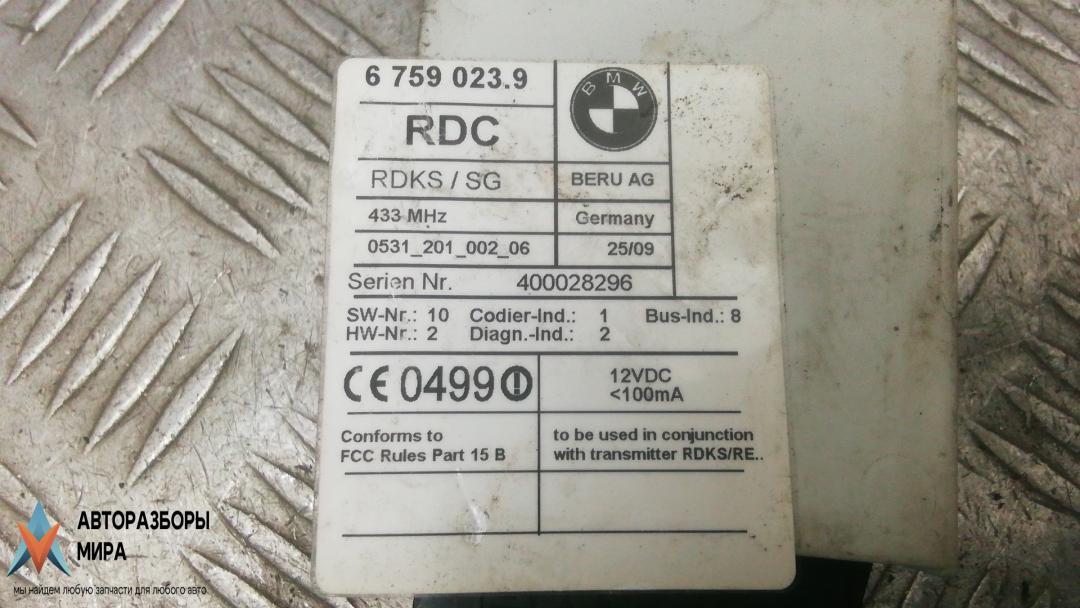 6 759 023.9
BMW
RDC
RDKS / SG
BERU AG
433 MHz
Germany
0531_201_002_06
25/09
Serien Nr. 400028296
SW-Nr.: 10 Codier-Ind.: 1 Bus-Ind.: 8
HW-Nr.: 2 Diagn.-Ind.: 2
CE 0499
12VDC
<100mA
Conforms to
FCC Rules Part 15 B
to be used in conjunction
with transmitter RDKS/RE..
АВТОРАЗБОРЫ
МИРА
мы найдем любую запчасти для любого авто